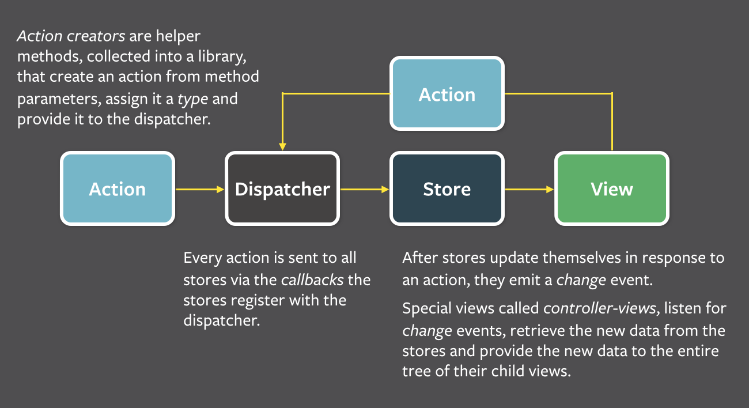 Action creators are helper
methods, collected into a library,
that create an action from method
parameters, assign it a type and
provide it to the dispatcher.
Action
Action
Dispatcher
Store
View
Every action is sent to all
stores via the callbacks the
stores register with the
dispatcher.
After stores update themselves in response to
an action, they emit a change event.
Special views called controller-views, listen for
change events, retrieve the new data from the
stores and provide the new data to the entire
tree of their child views.